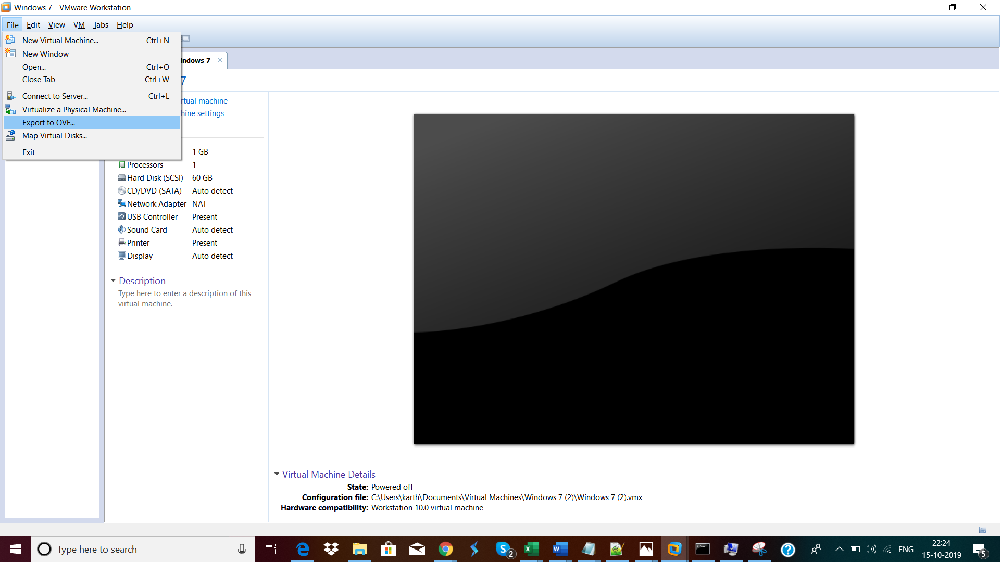 Windows 7 - VMware Workstation
File Edit View VM Tabs Help
New Virtual Machine... Ctrl+N
New Window
Open... Ctrl+O
Close Tab Ctrl+W
Connect to Server... Ctrl+L
Virtualize a Physical Machine...
Export to OVF...
Map Virtual Disks...
Exit
indows 7
7
rtual machine
hine settings
1 GB
Processors 1
Hard Disk (SCSI) 60 GB
CD/DVD (SATA) Auto detect
Network Adapter NAT
USB Controller Present
Sound Card Auto detect
Printer Present
Display Auto detect
Description
Type here to enter a description of this
virtual machine.
Virtual Machine Details
State: Powered off
Configuration file: C:\Users\karth\Documents\Virtual Machines\Windows 7 (2)\Windows 7 (2).vmx
Hardware compatibility: Workstation 10.0 virtual machine
Type here to search
2
ENG
22:24
15-10-2019
5